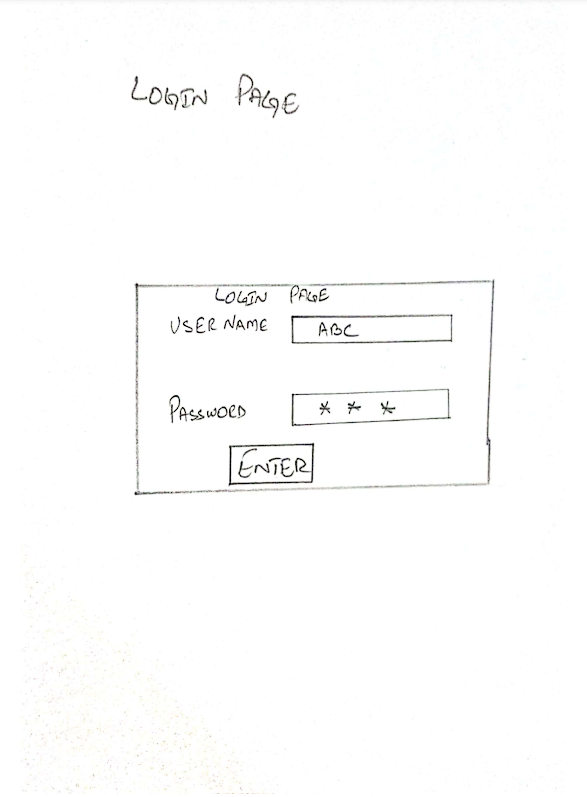 LOGIN PAGE
LOGIN PAGE
USER NAME ABC
PASSWORD * * *
ENTER